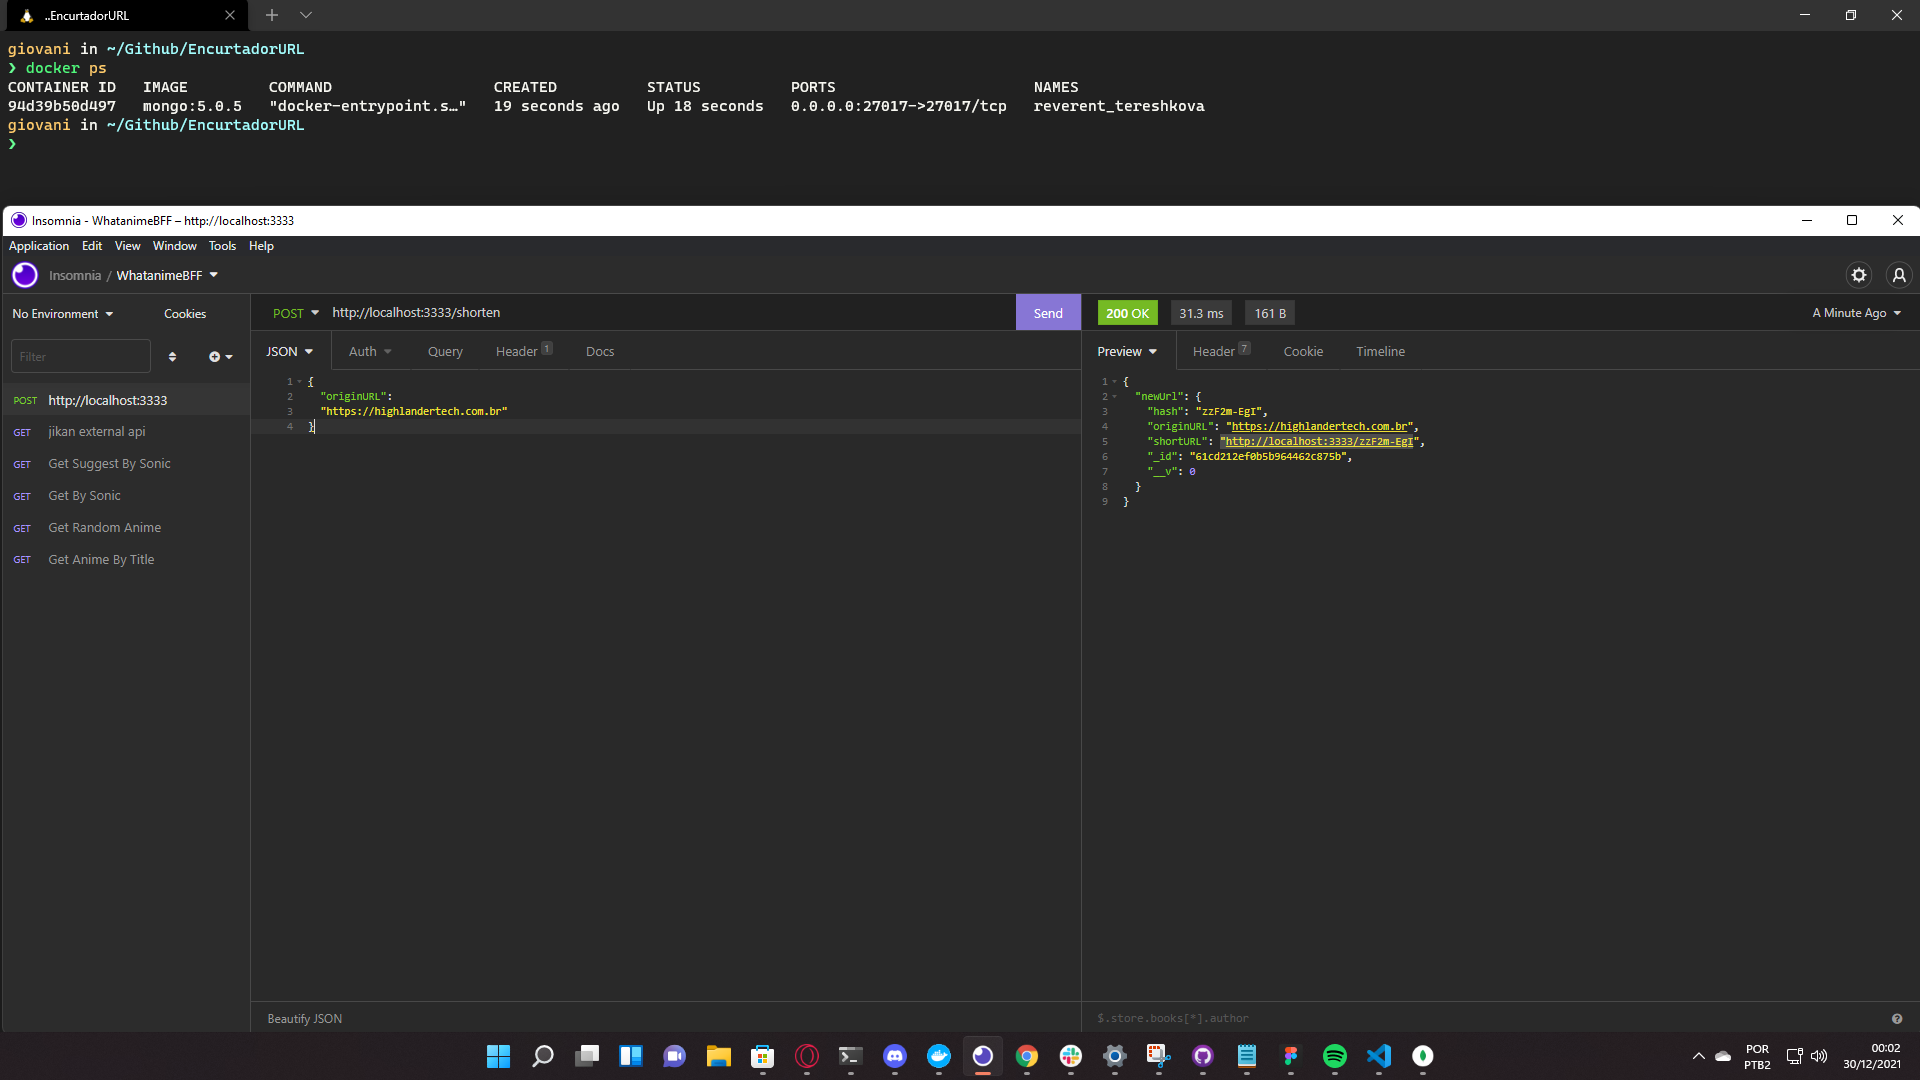 ..EncurtadorURL
giovani in ~/Github/EncurtadorURL
❯ docker ps
CONTAINER ID   IMAGE         COMMAND                  CREATED          STATUS          PORTS                      NAMES
94d39b50d497   mongo:5.0.5   "docker-entrypoint.s…"   19 seconds ago   Up 18 seconds   0.0.0.0:27017->27017/tcp   reverent_tereshkova
giovani in ~/Github/EncurtadorURL
❯
Insomnia - WhatanimeBFF – http://localhost:3333
Application Edit View Window Tools Help
Insomnia / WhatanimeBFF
No Environment Cookies
Filter
POST http://localhost:3333
GET jikan external api
GET Get Suggest By Sonic
GET Get By Sonic
GET Get Random Anime
GET Get Anime By Title
POST http://localhost:3333/shorten Send
JSON Auth Query Header 1 Docs
1 {
2 "originURL":
3 "https://highlandertech.com.br"
4 }
Beautify JSON
200 OK 31.3 ms 161 B A Minute Ago
Preview Header 7 Cookie Timeline
1 {
2 "newUrl": {
3 "hash": "zzF2m-EgI",
4 "originURL": "https://highlandertech.com.br",
5 "shortURL": "http://localhost:3333/zzF2m-EgI",
6 "_id": "61cd212ef0b5b964462c875b",
7 "__v": 0
8 }
9 }
$.store.books[*].author
POR
PTB2
00:02
30/12/2021